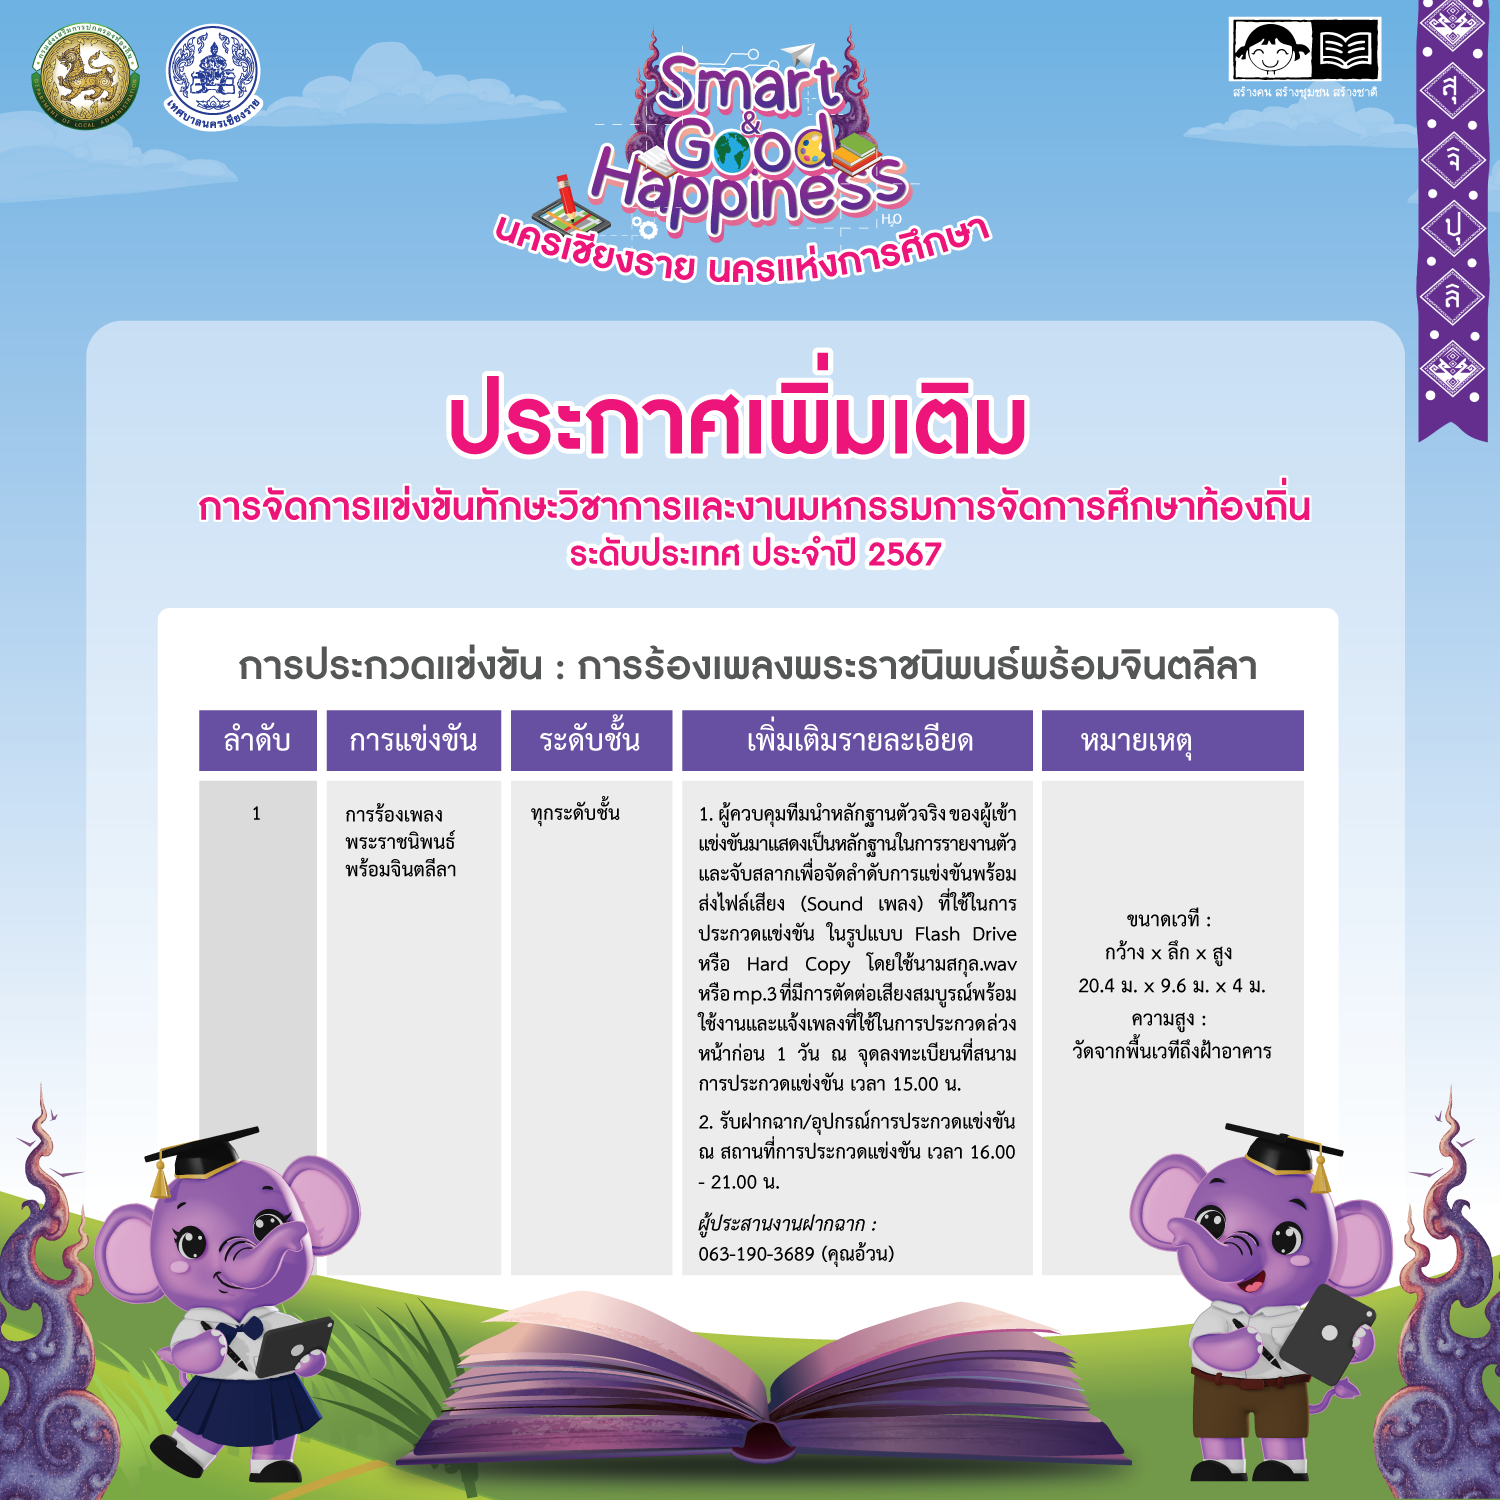 กรมส่งเสริมการปกครองท้องถิ่น
DEPARTMENT OF LOCAL ADMINISTRATION
เทศบาลนครเชียงราย
Smart
&
Good
Happiness
H₂O
นครเชียงราย นครแห่งการศึกษา
สร้างคน สร้างชุมชน สร้างชาติ
สุ
จิ
ปุ
ลิ
ประกาศเพิ่มเติม
การจัดการแข่งขันทักษะวิชาการและงานมหกรรมการจัดการศึกษาท้องถิ่น
ระดับประเทศ ประจำปี 2567
การประกวดแข่งขัน : การร้องเพลงพระราชนิพนธ์พร้อมจินตลีลา
ลำดับ การแข่งขัน ระดับชั้น เพิ่มเติมรายละเอียด หมายเหตุ
1
การร้องเพลง
พระราชนิพนธ์
พร้อมจินตลีลา
ทุกระดับชั้น
1. ผู้ควบคุมทีมนำหลักฐานตัวจริง ของผู้เข้า
แข่งขันมาแสดงเป็นหลักฐานในการรายงานตัว
และจับสลากเพื่อจัดลำดับการแข่งขันพร้อม
ส่งไฟล์เสียง (Sound เพลง) ที่ใช้ในการ
ประกวดแข่งขัน ในรูปแบบ Flash Drive
หรือ Hard Copy โดยใช้นามสกุล.wav
หรือ mp.3 ที่มีการตัดต่อเสียงสมบูรณ์พร้อม
ใช้งานและแจ้งเพลงที่ใช้ในการประกวดล่วง
หน้าก่อน 1 วัน ณ จุดลงทะเบียนที่สนาม
การประกวดแข่งขัน เวลา 15.00 น.
2. รับฝากฉาก/อุปกรณ์การประกวดแข่งขัน
ณ สถานที่การประกวดแข่งขัน เวลา 16.00
- 21.00 น.
ผู้ประสานงานฝากฉาก :
063-190-3689 (คุณอ้วน)
ขนาดเวที :
กว้าง x ลึก x สูง
20.4 ม. x 9.6 ม. x 4 ม.
ความสูง :
วัดจากพื้นเวทีถึงฝ้าอาคาร